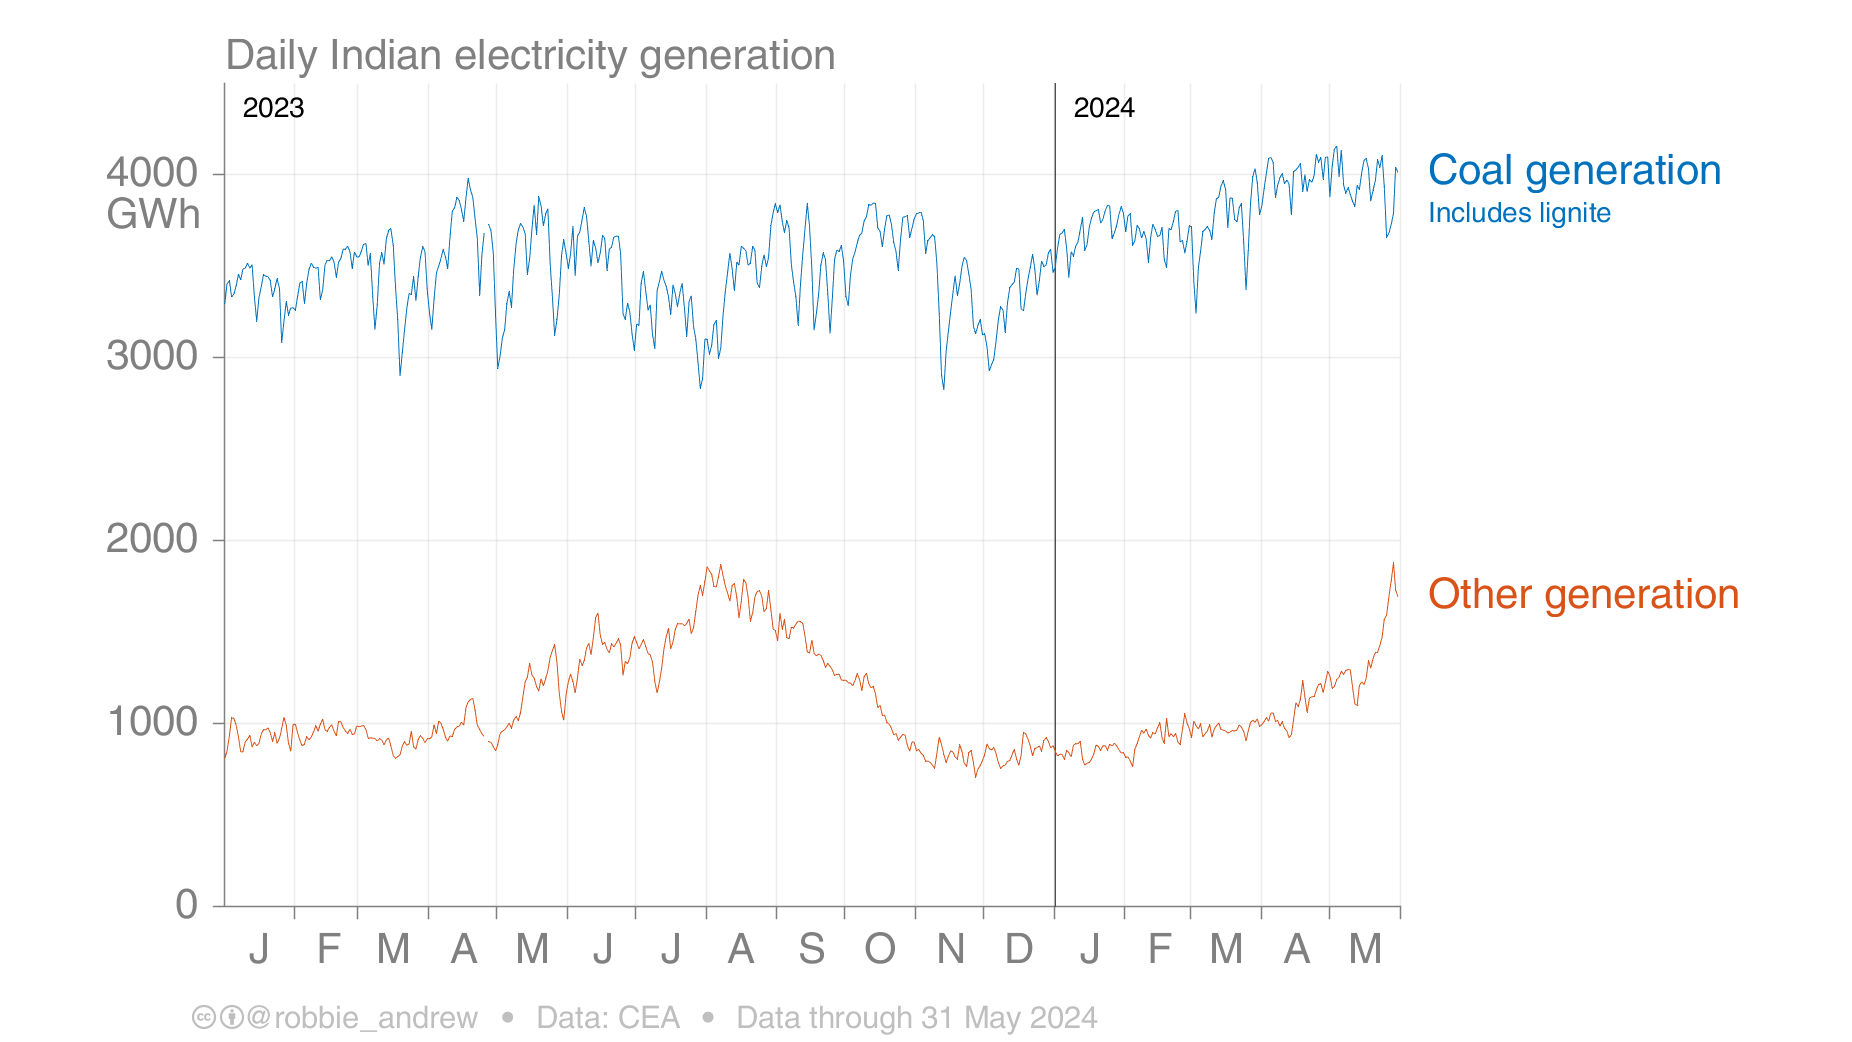 Daily Indian electricity generation
2023
2024
4000
GWh
3000
2000
1000
0
Coal generation
Includes lignite
Other generation
J F M A M J J A S O N D J F M A M
cc @robbie_andrew • Data: CEA • Data through 31 May 2024